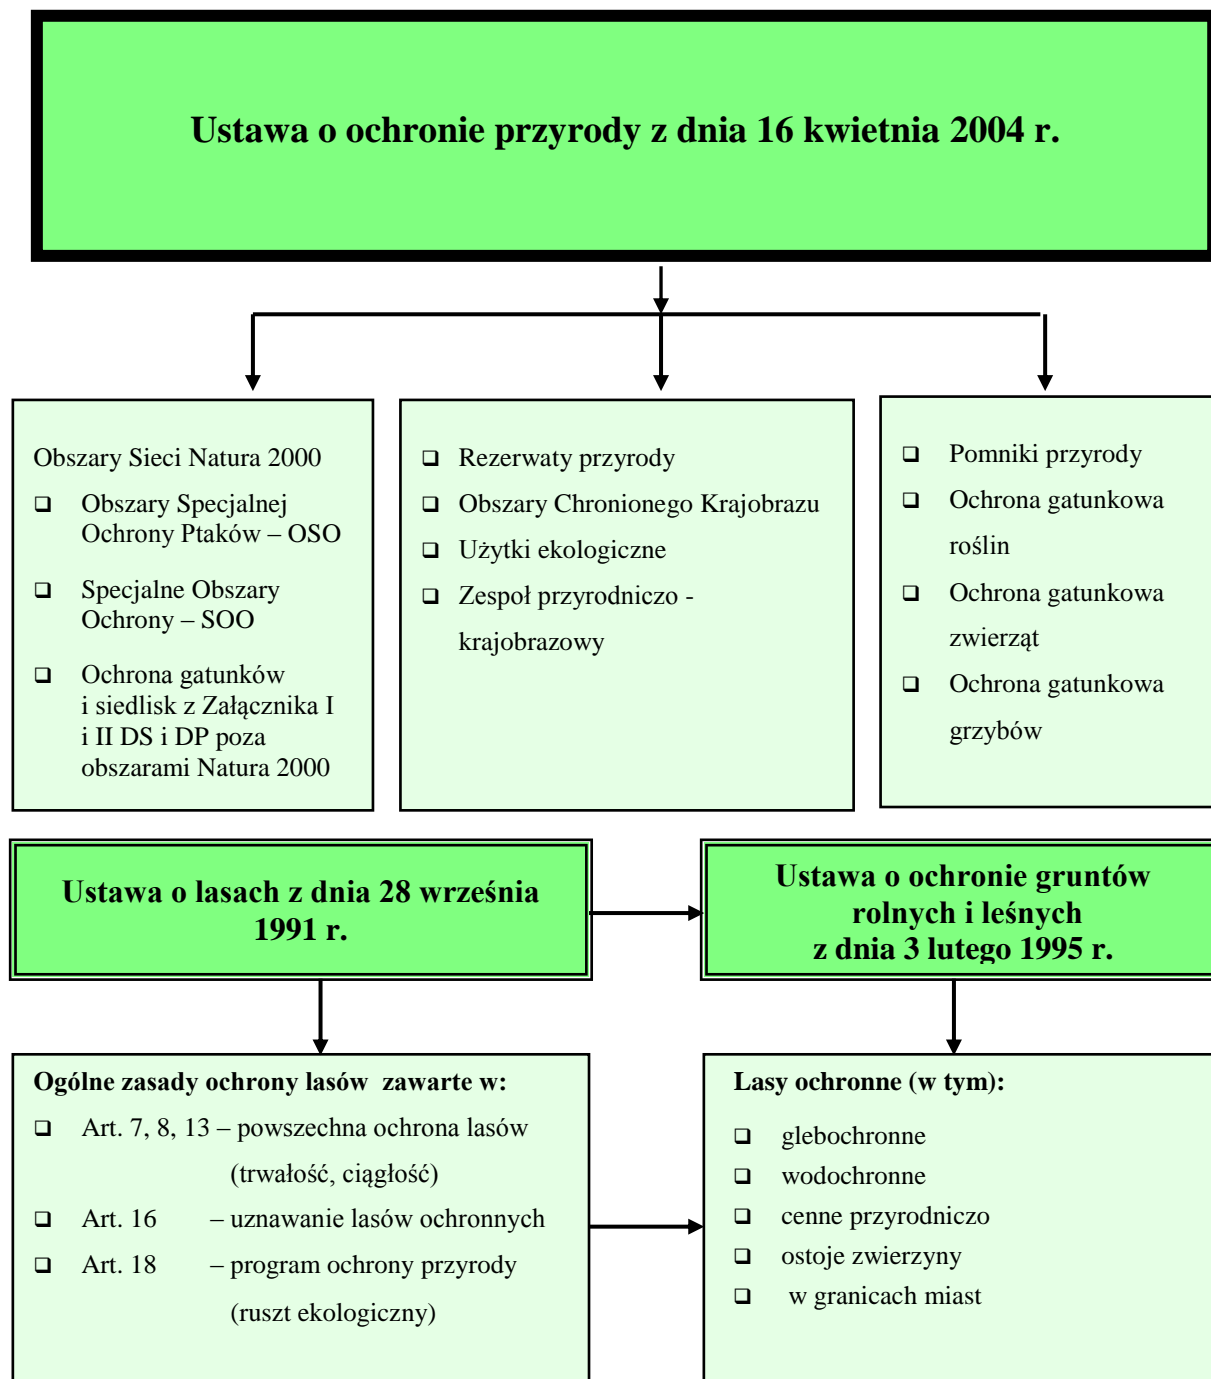 Ustawa o ochronie przyrody z dnia 16 kwietnia 2004 r.
Obszary Sieci Natura 2000
❑ Obszary Specjalnej
Ochrony Ptaków – OSO
❑ Specjalne Obszary
Ochrony – SOO
❑ Ochrona gatunków
i siedlisk z Załącznika I
i II DS i DP poza
obszarami Natura 2000
❑ Rezerwaty przyrody
❑ Obszary Chronionego Krajobrazu
❑ Użytki ekologiczne
❑ Zespoł przyrodniczo -
krajobrazowy
❑ Pomniki przyrody
❑ Ochrona gatunkowa
roślin
❑ Ochrona gatunkowa
zwierząt
❑ Ochrona gatunkowa
grzybów
Ustawa o lasach z dnia 28 września
1991 r.
Ustawa o ochronie gruntów
rolnych i leśnych
z dnia 3 lutego 1995 r.
Ogólne zasady ochrony lasów zawarte w:
❑ Art. 7, 8, 13 – powszechna ochrona lasów
(trwałość, ciągłość)
❑ Art. 16 – uznawanie lasów ochronnych
❑ Art. 18 – program ochrony przyrody
(ruszt ekologiczny)
Lasy ochronne (w tym):
❑ glebochronne
❑ wodochronne
❑ cenne przyrodniczo
❑ ostoje zwierzyny
❑ w granicach miast